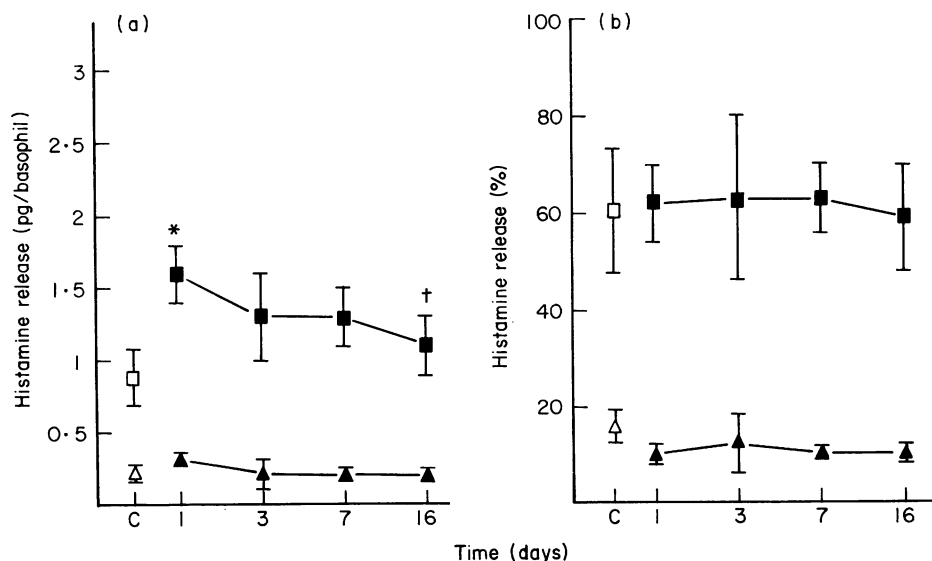 (a)
Histamine release (pg/basophil)
3
2·5
2
1·5
1
0·5
*
†
C 1 3 7 16
(b)
Histamine release (%)
100
80
60
40
20
C 1 3 7 16
Time (days)